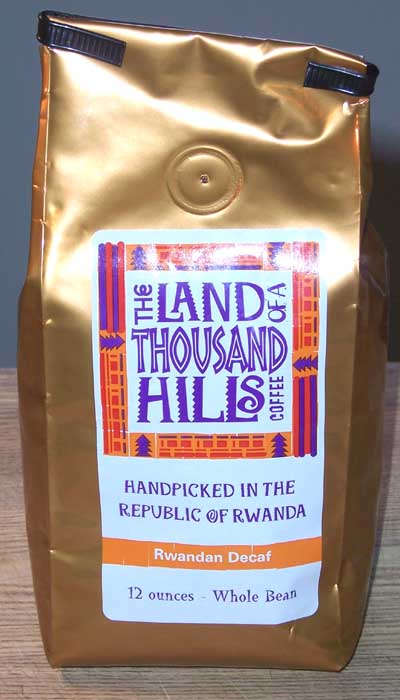 THE LAND OF A
THOUSAND
HILLS COFFEE
HANDPICKED IN THE
REPUBLIC OF RWANDA
Rwandan Decaf
12 ounces - Whole Bean